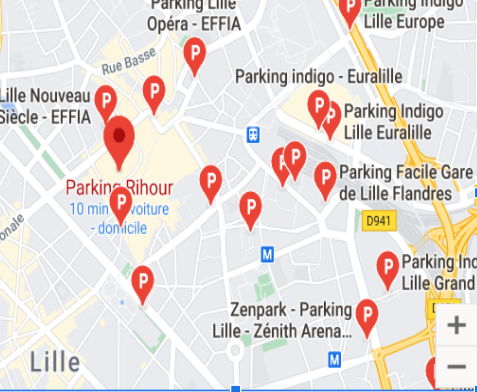 Parking Lille
Opéra - EFFIA
Parking Indigo
Lille Europe
Rue Basse
Parking indigo - Euralille
Lille Nouveau
Siècle - EFFIA
Parking Indigo
Lille Euralille
Parking Rihour
10 min voiture
- domicile
Parking Facile Gare
de Lille Flandres
D941
nale
M
Parking Ind
Lille Grand
Zenpark - Parking
Lille - Zénith Arena...
M
Lille